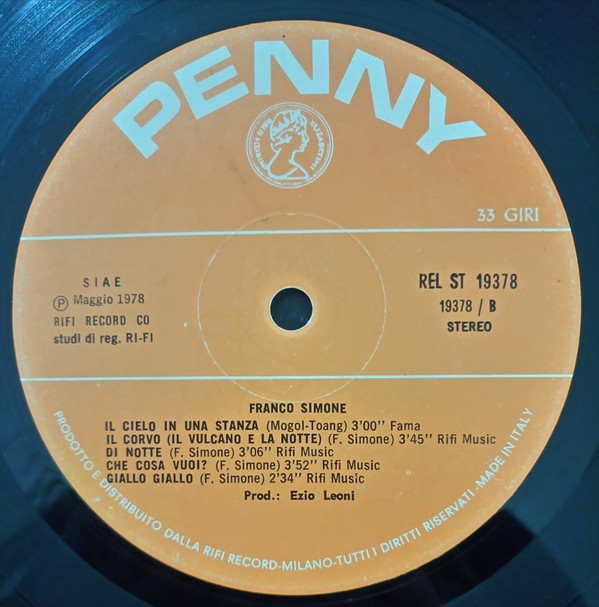 PENNY
33 GIRI
SIAE
Ⓟ Maggio 1978
RIFI RECORD CO
studi di reg. RI-FI
REL ST 19378
19378 / B
STEREO
FRANCO SIMONE
IL CIELO IN UNA STANZA (Mogol-Toang) 3'00'' Fama
IL CORVO (IL VULCANO E LA NOTTE) (F. Simone) 3'45'' Rifi Music
DI NOTTE (F. Simone) 3'06'' Rifi Music
CHE COSA VUOI? (F. Simone) 3'52'' Rifi Music
GIALLO GIALLO (F. Simone) 2'34'' Rifi Music
Prod.: Ezio Leoni
PRODOTTO E DISTRIBUITO DALLA RIFI RECORD-MILANO-TUTTI I DIRITTI RISERVATI-MADE IN ITALY